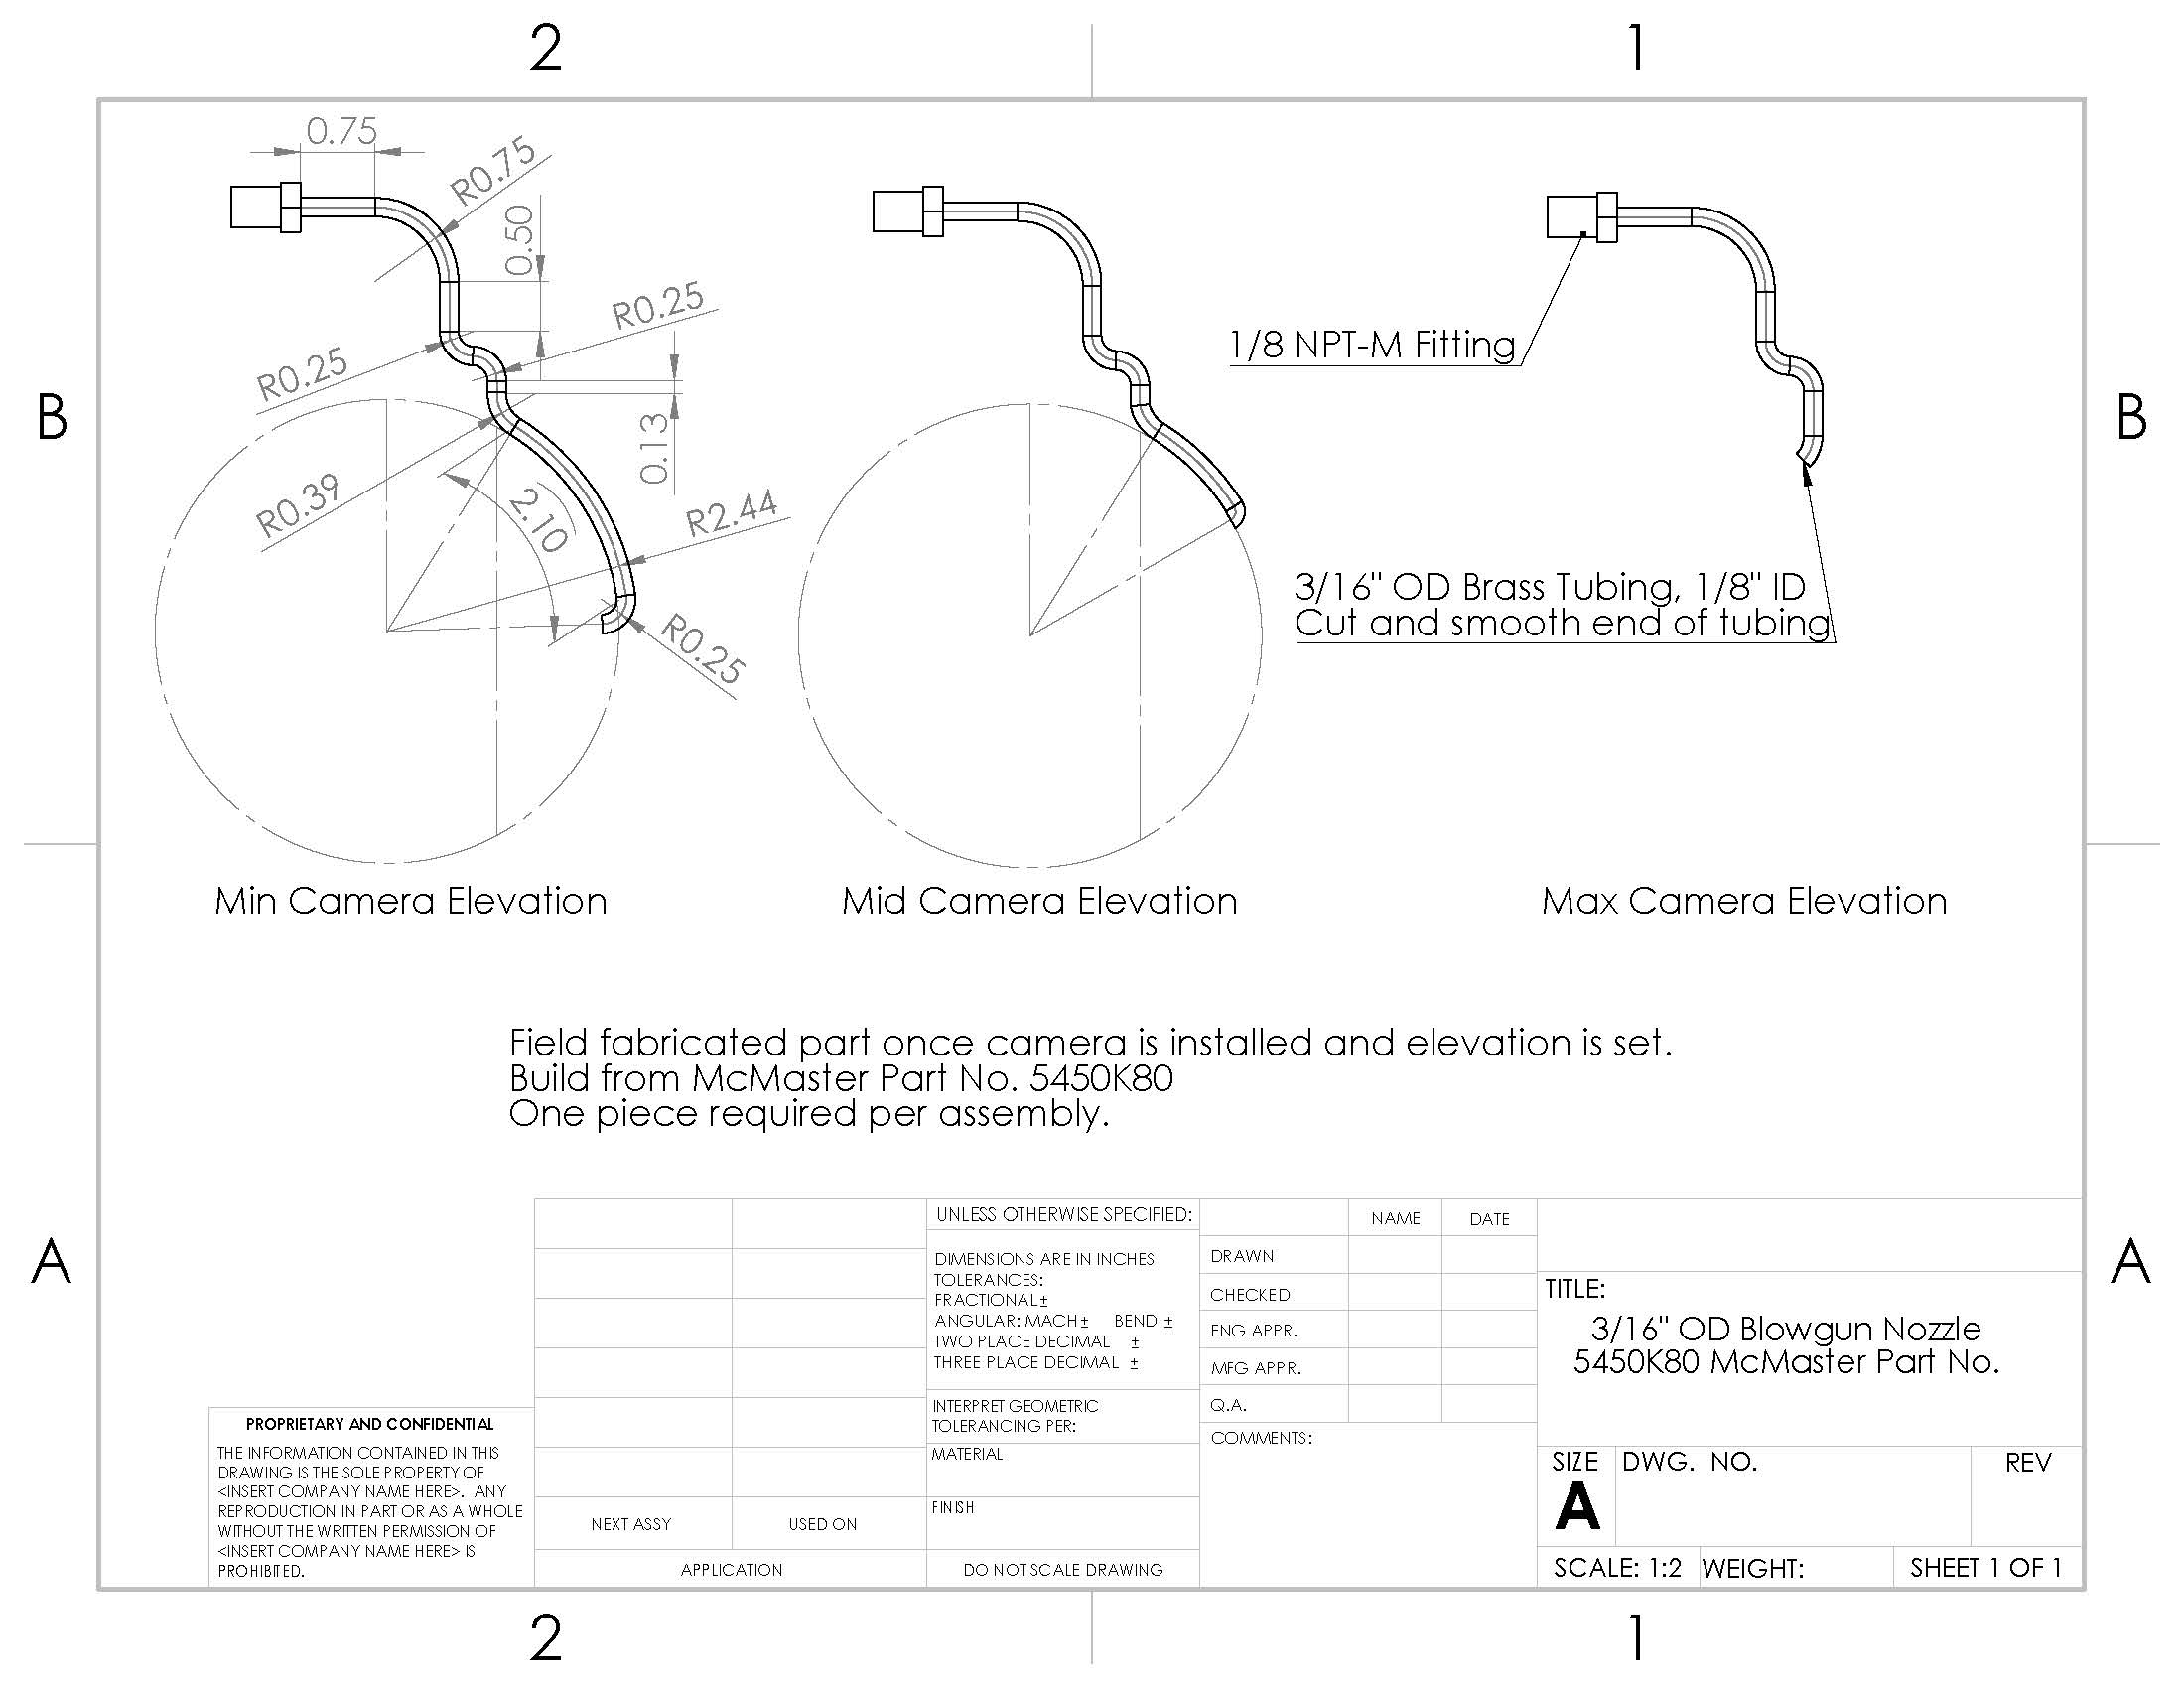 2
1
0.75
R0.75
0.50
R0.25
R0.25
0.13
R0.39
2.10
R2.44
R0.25
1/8 NPT-M Fitting
3/16" OD Brass Tubing, 1/8" ID
Cut and smooth end of tubing
B
B
Min Camera Elevation
Mid Camera Elevation
Max Camera Elevation
Field fabricated part once camera is installed and elevation is set.
Build from McMaster Part No. 5450K80
One piece required per assembly.
A
A
PROPRIETARY AND CONFIDENTIAL
THE INFORMATION CONTAINED IN THIS
DRAWING IS THE SOLE PROPERTY OF
<INSERT COMPANY NAME HERE>. ANY
REPRODUCTION IN PART OR AS A WHOLE
WITHOUT THE WRITTEN PERMISSION OF
<INSERT COMPANY NAME HERE> IS
PROHIBITED.
NEXT ASSY
USED ON
APPLICATION
UNLESS OTHERWISE SPECIFIED:
DIMENSIONS ARE IN INCHES
TOLERANCES:
FRACTIONAL±
ANGULAR: MACH± BEND ±
TWO PLACE DECIMAL ±
THREE PLACE DECIMAL ±
INTERPRET GEOMETRIC
TOLERANCING PER:
MATERIAL
FINISH
DO NOT SCALE DRAWING
NAME
DATE
DRAWN
CHECKED
ENG APPR.
MFG APPR.
Q.A.
COMMENTS:
TITLE:
3/16" OD Blowgun Nozzle
5450K80 McMaster Part No.
SIZE
A
DWG. NO.
REV
SCALE: 1:2
WEIGHT:
SHEET 1 OF 1
2
1